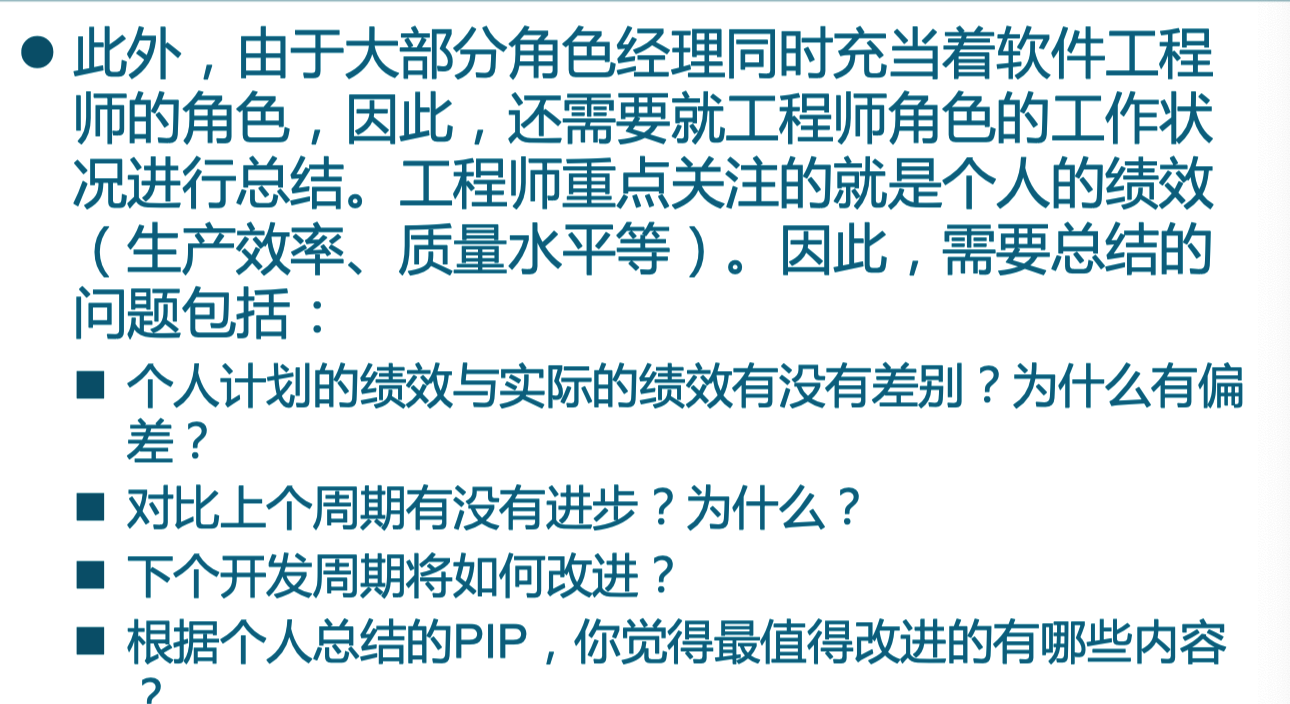 ● 此外，由于大部分角色经理同时充当着软件工程
师的角色，因此，还需要就工程师角色的工作状
况进行总结。工程师重点关注的就是个人的绩效
（生产效率、质量水平等）。因此，需要总结的
问题包括：
■ 个人计划的绩效与实际的绩效有没有差别？为什么有偏
差？
■ 对比上个周期有没有进步？为什么？
■ 下个开发周期将如何改进？
■ 根据个人总结的PIP，你觉得最值得改进的有哪些内容
？